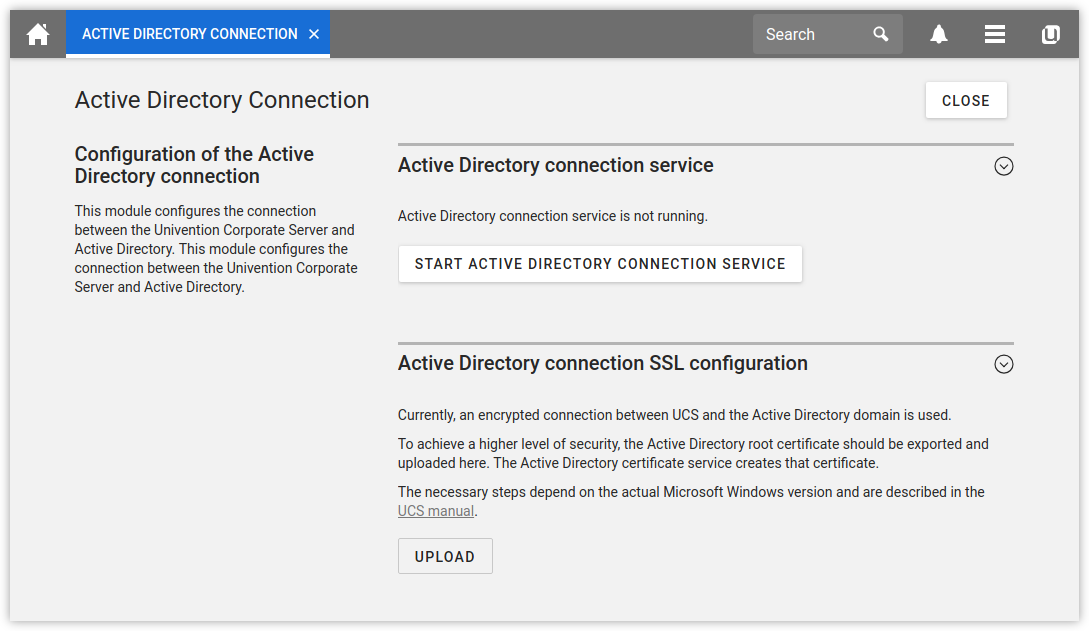 ACTIVE DIRECTORY CONNECTION
Search
Active Directory Connection
CLOSE
Configuration of the Active
Directory connection
This module configures the connection
between the Univention Corporate Server and
Active Directory. This module configures the
connection between the Univention Corporate
Server and Active Directory.
Active Directory connection service
Active Directory connection service is not running.
START ACTIVE DIRECTORY CONNECTION SERVICE
Active Directory connection SSL configuration
Currently, an encrypted connection between UCS and the Active Directory domain is used.
To achieve a higher level of security, the Active Directory root certificate should be exported and
uploaded here. The Active Directory certificate service creates that certificate.
The necessary steps depend on the actual Microsoft Windows version and are described in the
UCS manual.
UPLOAD